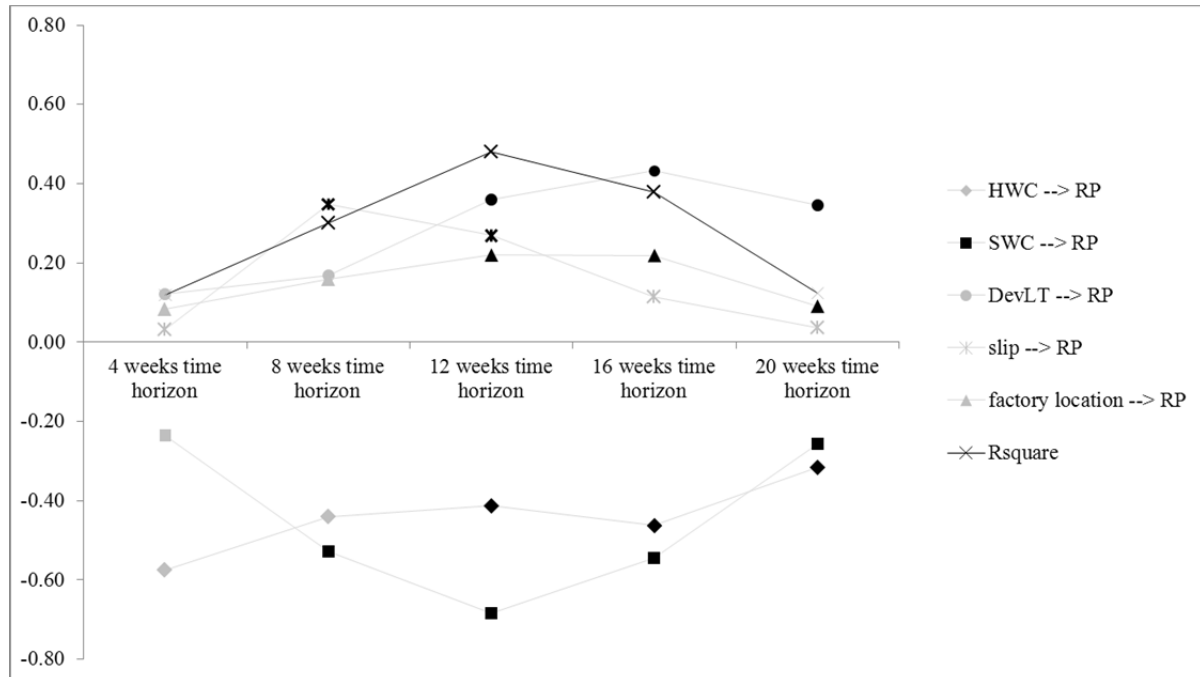 0.80
0.60
0.40
0.20
0.00
-0.20
-0.40
-0.60
-0.80
4 weeks time
horizon
8 weeks time
horizon
12 weeks time
horizon
16 weeks time
horizon
20 weeks time
horizon
HWC --> RP
SWC --> RP
DevLT --> RP
slip --> RP
factory location --> RP
Rsquare